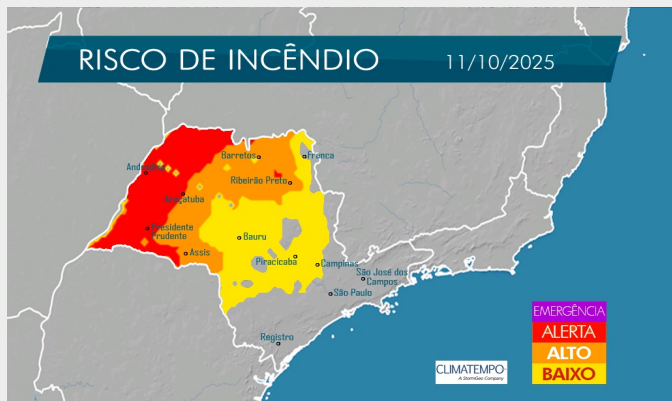 RISCO DE INCÊNDIO 11/10/2025
Barretos
Franca
Ribeirão Preto
Araçatuba
Presidente
Prudente
Bauru
Assis
Piracicaba
Campinas
São José dos
Campos
São Paulo
Registro
EMERGÊNCIA
ALERTA
ALTO
BAIXO
CLIMATEMPO
A StormGeo Company